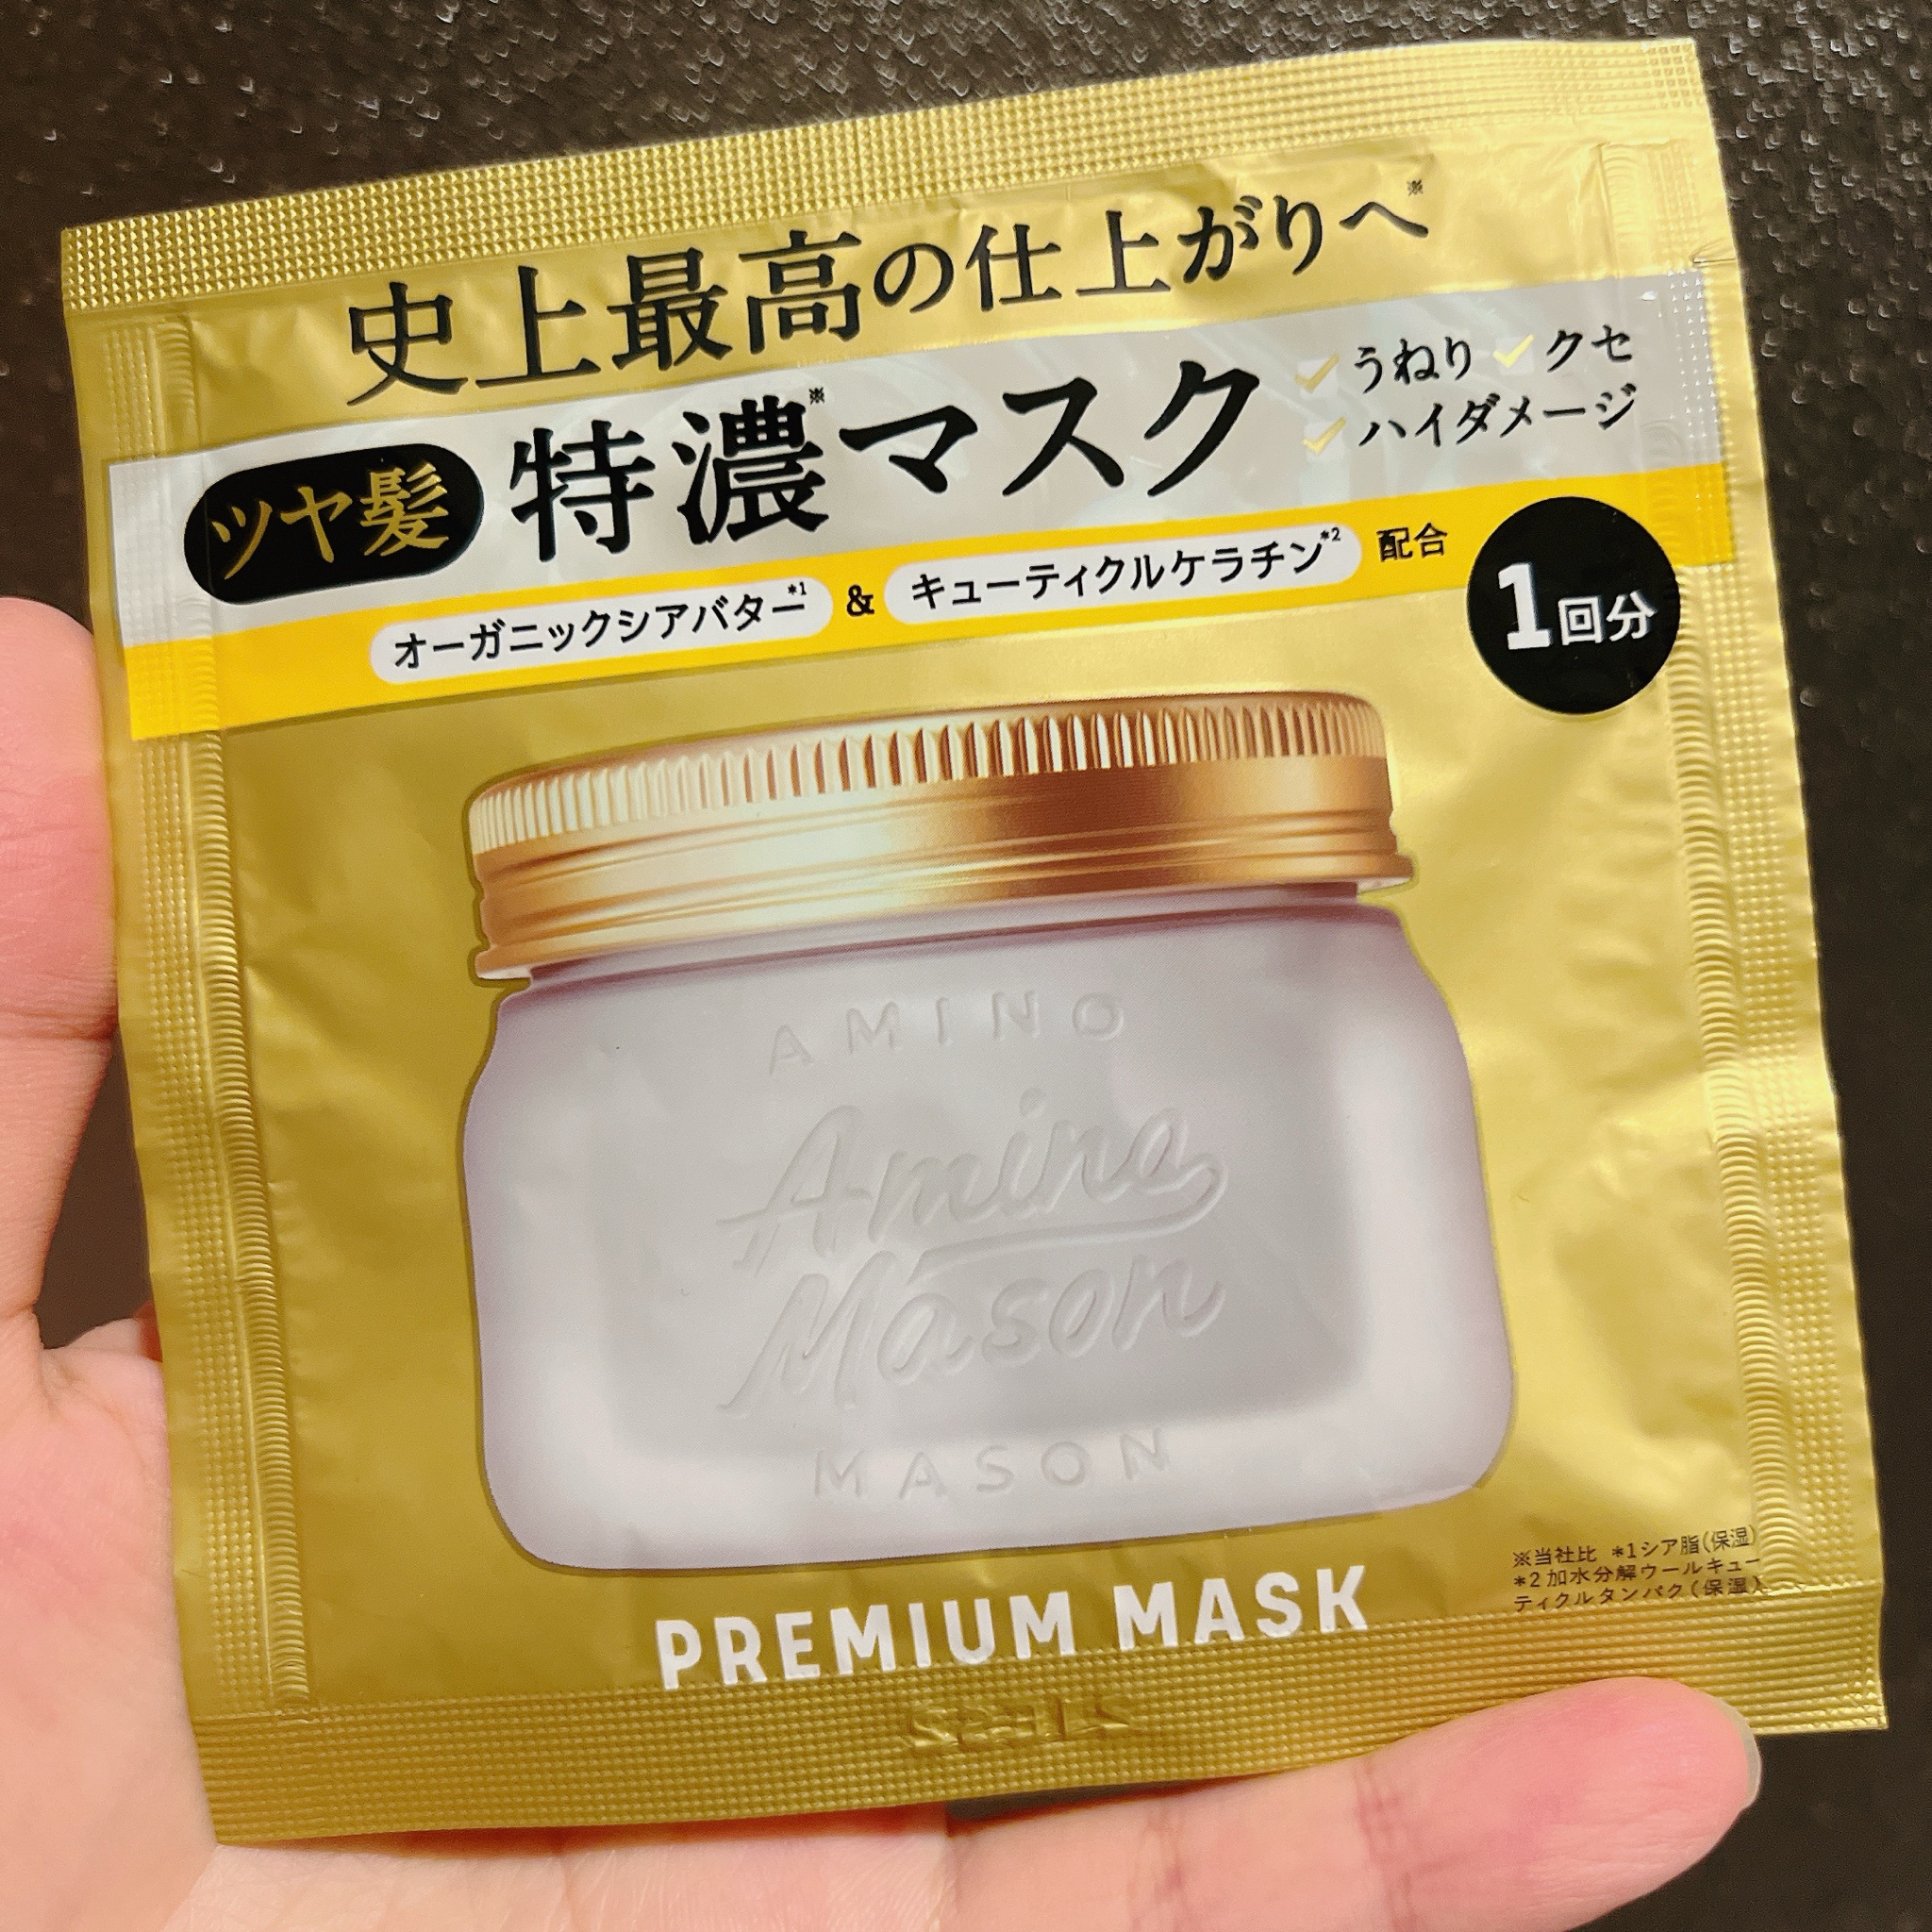 史上最高の仕上がりへ※
ツヤ髪 特濃※マスク
✓うねり ✓クセ
✓ハイダメージ
オーガニックシアバター*1 & キューティクルケラチン*2 配合
1回分
AMINO
Amino
Mason
MASON
PREMIUM MASK
※当社比 *1シア脂(保湿)
*2加水分解ウールキュー
ティクルタンパク(保湿)